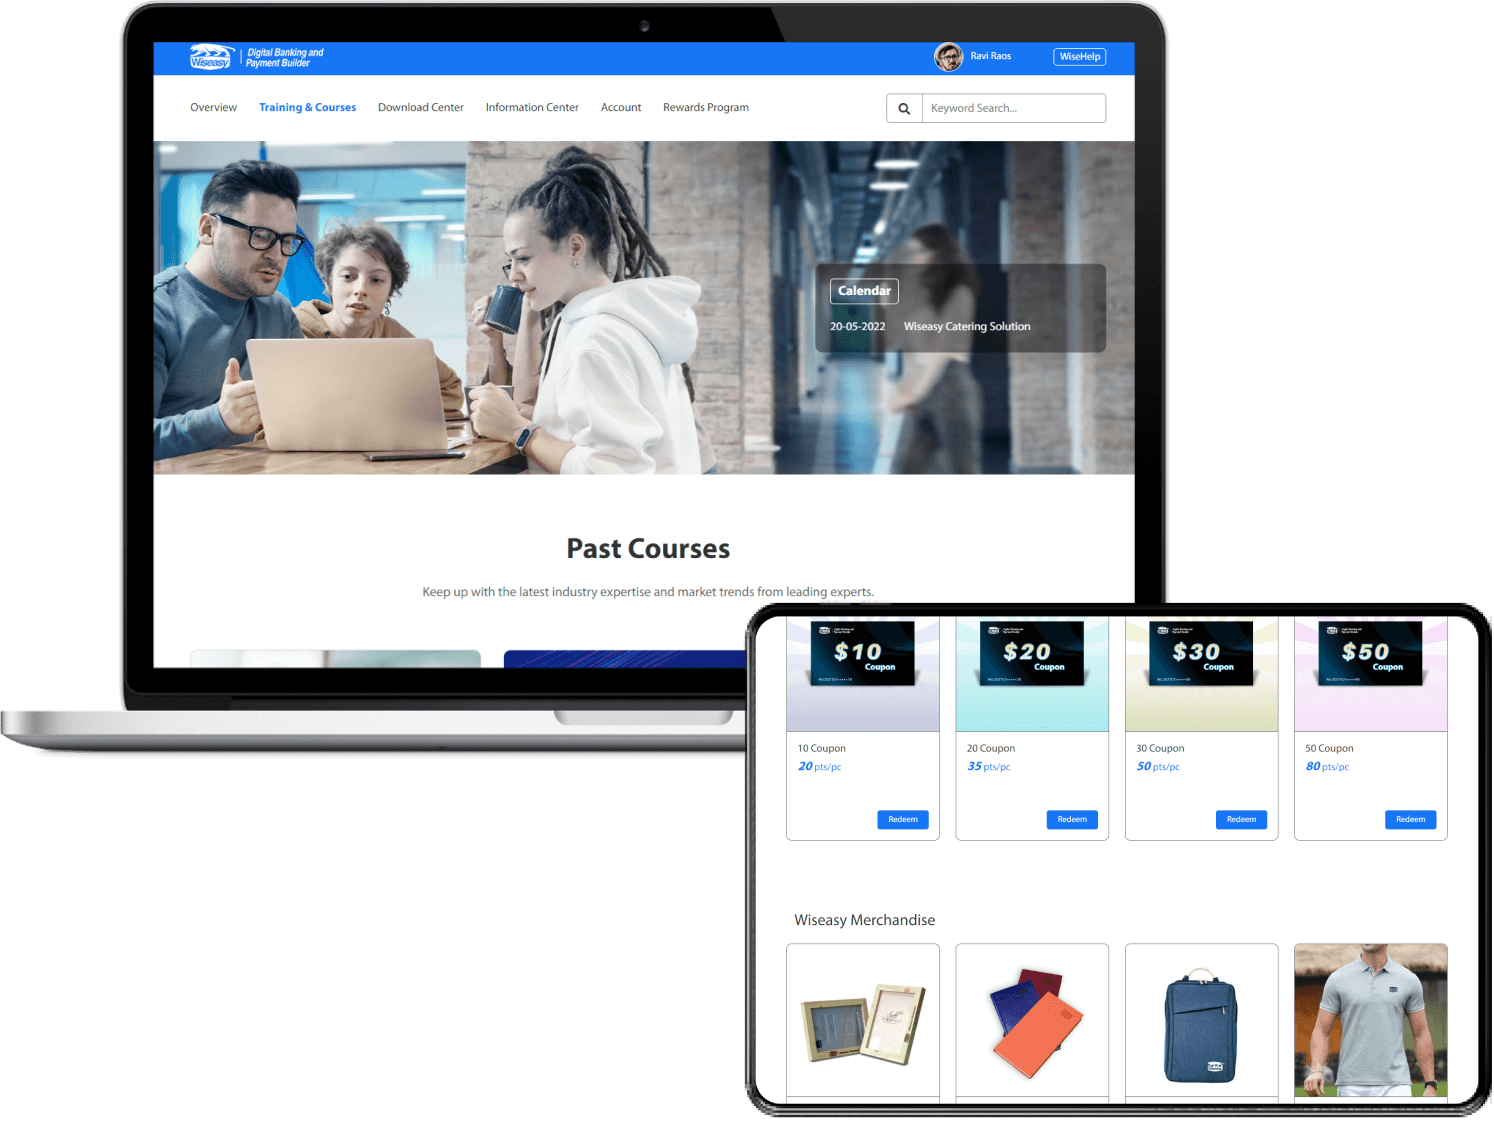 Wiseasy
Digital Banking and
Payment Builder
Ravi Raos
WiseHelp
Overview
Training & Courses
Download Center
Information Center
Account
Rewards Program
Keyword Search...
Calendar
20-05-2022
Wiseasy Catering Solution
Past Courses
Keep up with the latest industry expertise and market trends from leading experts.
$10
Coupon
$20
Coupon
$30
Coupon
$50
Coupon
10 Coupon
20 pts/pc
Redeem
20 Coupon
35 pts/pc
Redeem
30 Coupon
50 pts/pc
Redeem
50 Coupon
80 pts/pc
Redeem
Wiseasy Merchandise